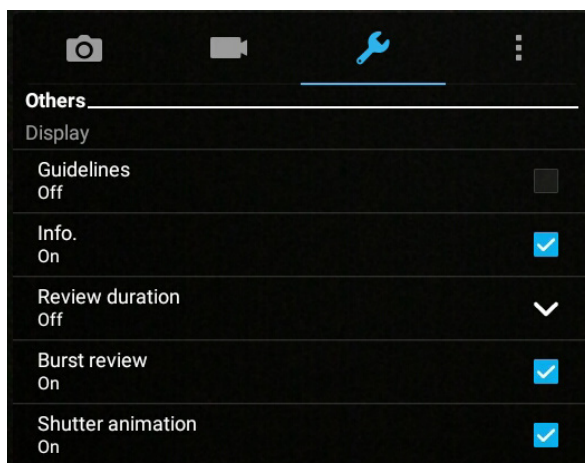 Others
Display
Guidelines
Off
Info.
On
Review duration
Off
Burst review
On
Shutter animation
On